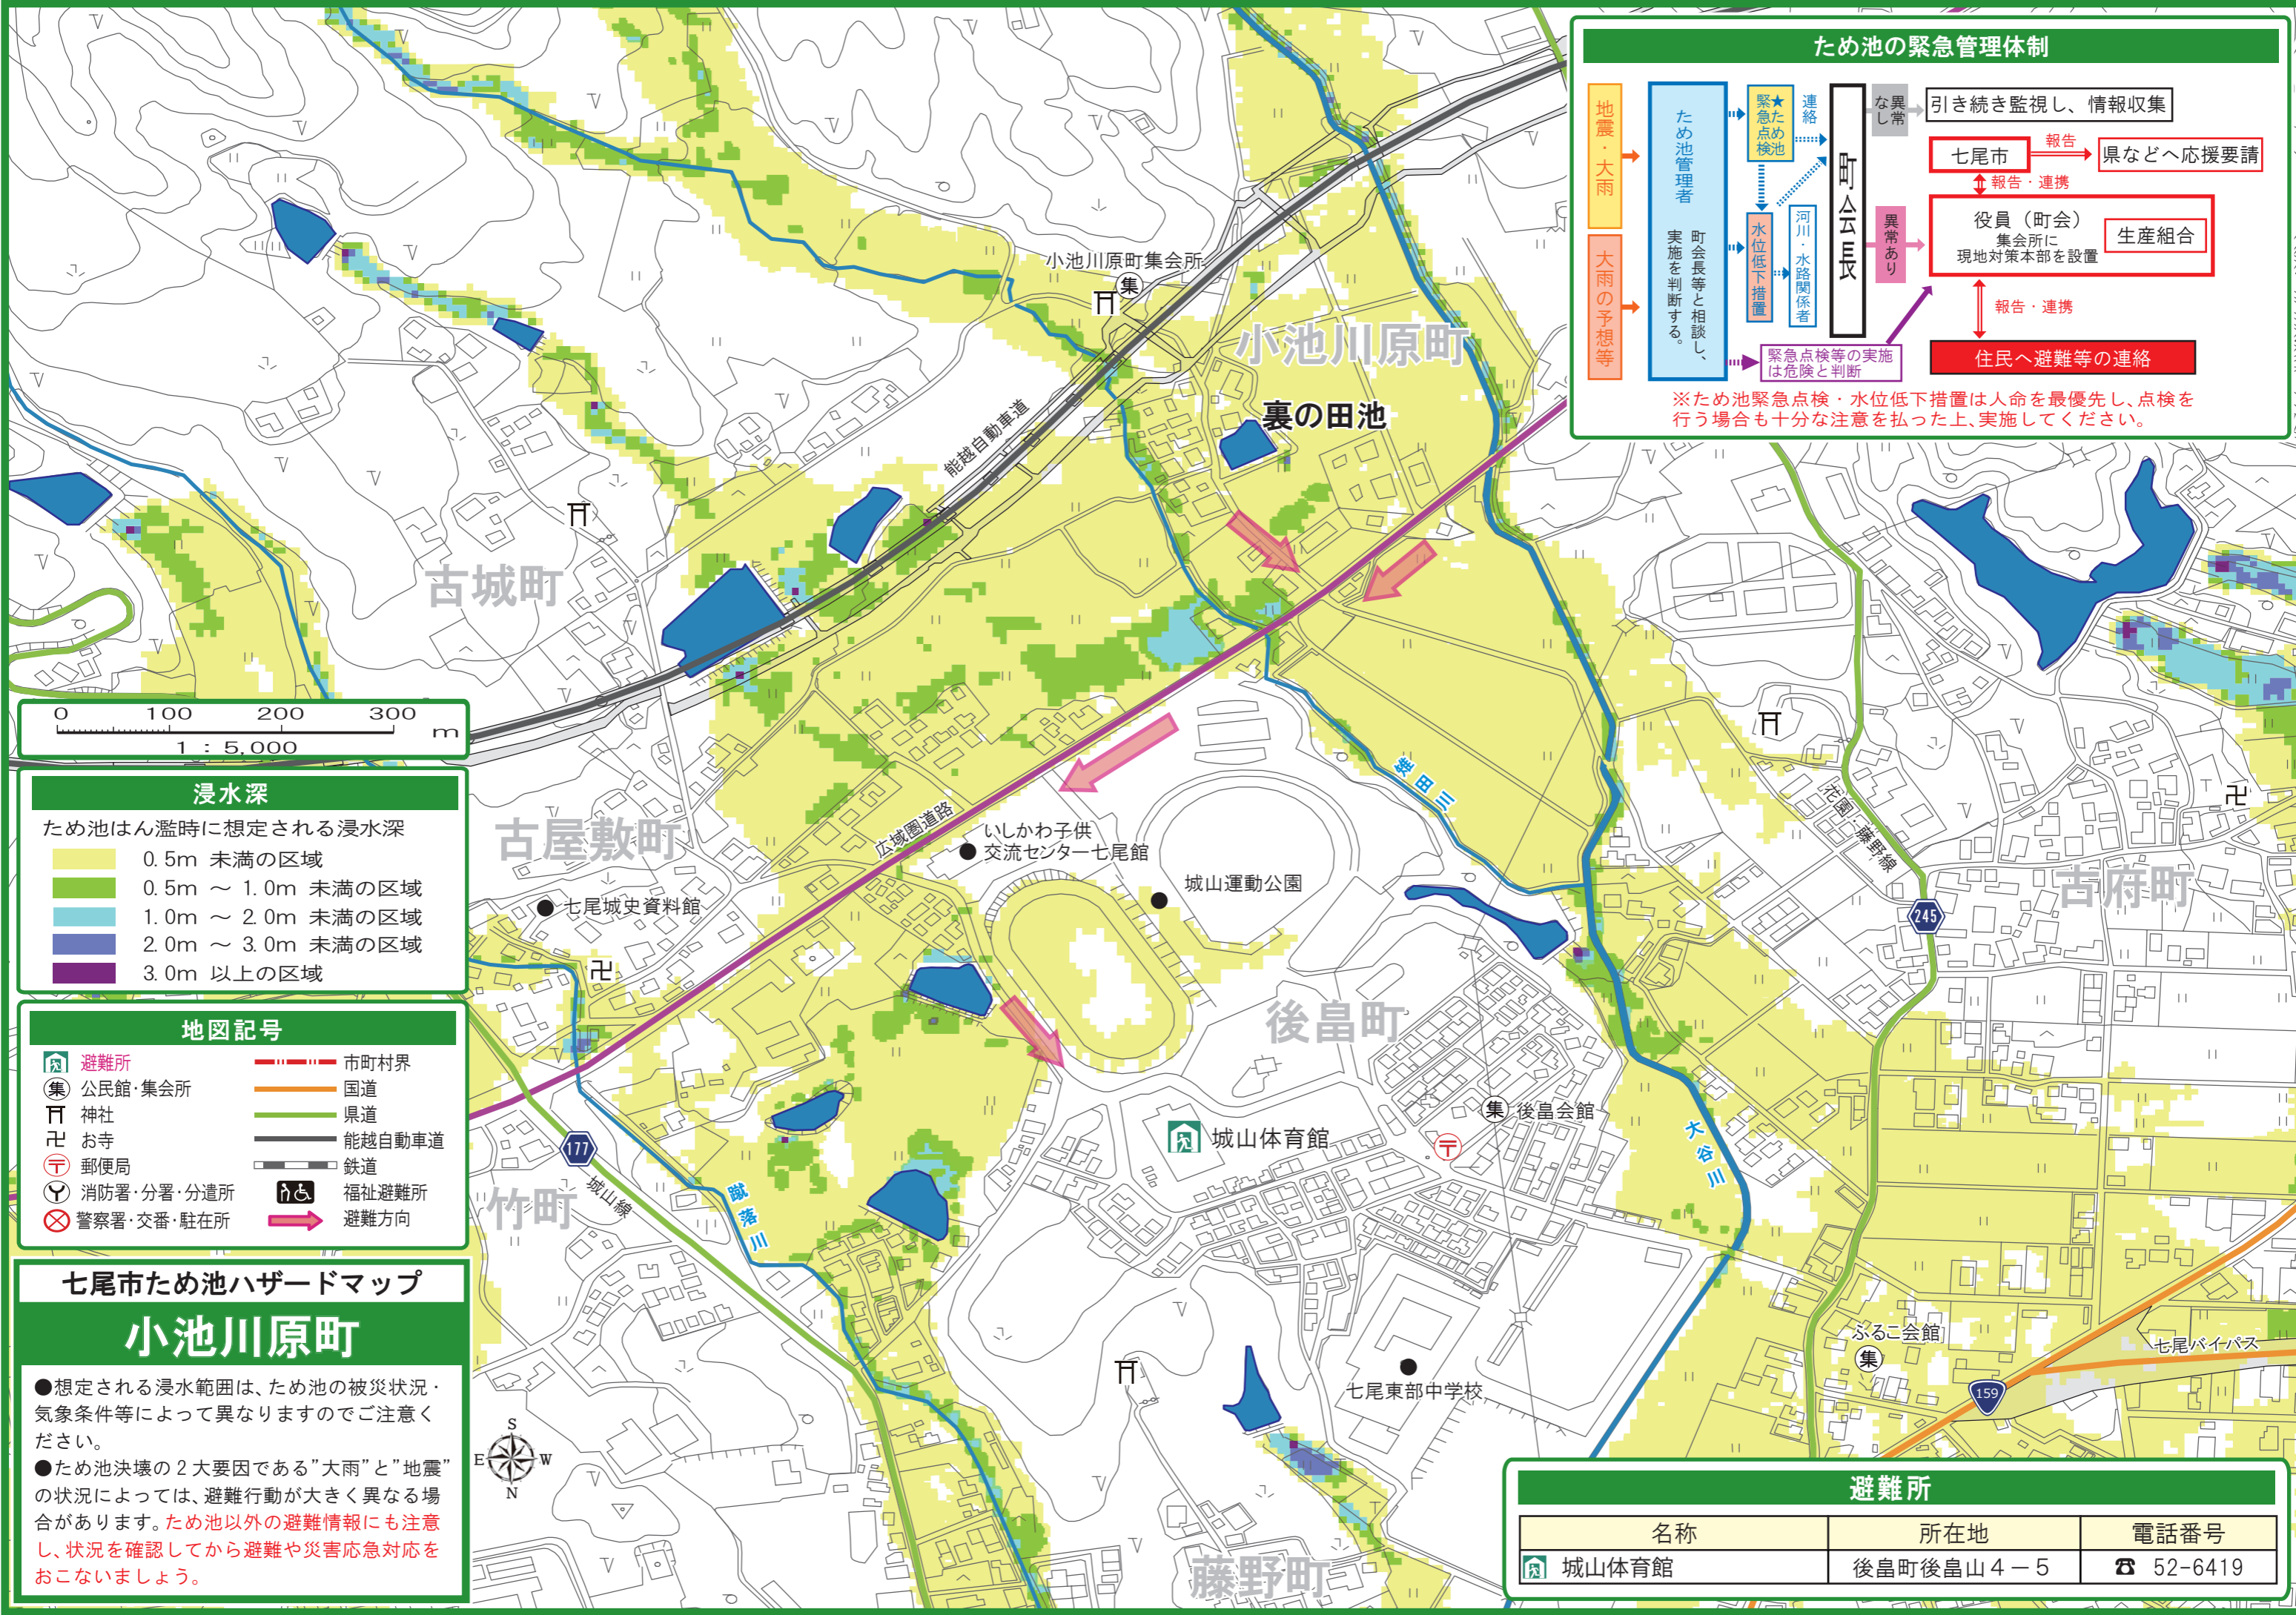 ため池の緊急管理体制
地震・大雨
大雨の予想等
ため池管理者
町会長等と相談し、
実施を判断する。
★ため池
緊急点検
連絡
水位低下措置
河川・水路関係者
町会長
異常
なし
引き続き監視し、情報収集
七尾市
報告
県などへ応援要請
報告・連携
異常あり
役員（町会）
集会所に
現地対策本部を設置
生産組合
報告・連携
緊急点検等の実施
は危険と判断
住民へ避難等の連絡
※ため池緊急点検・水位低下措置は人命を最優先し、点検を
行う場合も十分な注意を払った上、実施してください。
小池川原町集会所
集
小池川原町
裏の田池
能越自動車道
古城町
古屋敷町
広域圏道路
いしかわ子供
交流センター七尾館
七尾城史資料館
城山運動公園
雉田川
花園・藤野線
245
古府町
後畠町
集 後畠会館
城山体育館
大谷川
177
城山線
竹町
蹴落川
七尾東部中学校
藤野町
ふるこ会館
集
七尾バイパス
159
0 100 200 300
m
1 : 5,000
浸水深
ため池はん濫時に想定される浸水深
0.5m 未満の区域
0.5m ～ 1.0m 未満の区域
1.0m ～ 2.0m 未満の区域
2.0m ～ 3.0m 未満の区域
3.0m 以上の区域
地図記号
避難所
集 公民館・集会所
神社
お寺
郵便局
消防署・分署・分遣所
警察署・交番・駐在所
市町村界
国道
県道
能越自動車道
鉄道
福祉避難所
避難方向
七尾市ため池ハザードマップ
小池川原町
●想定される浸水範囲は、ため池の被災状況・
気象条件等によって異なりますのでご注意く
ださい。
●ため池決壊の２大要因である”大雨”と”地震”
の状況によっては、避難行動が大きく異なる場
合があります。ため池以外の避難情報にも注意
し、状況を確認してから避難や災害応急対応を
おこないましょう。
S
E W
N
避難所
名称 所在地 電話番号
城山体育館 後畠町後畠山４－５ ☎ 52-6419